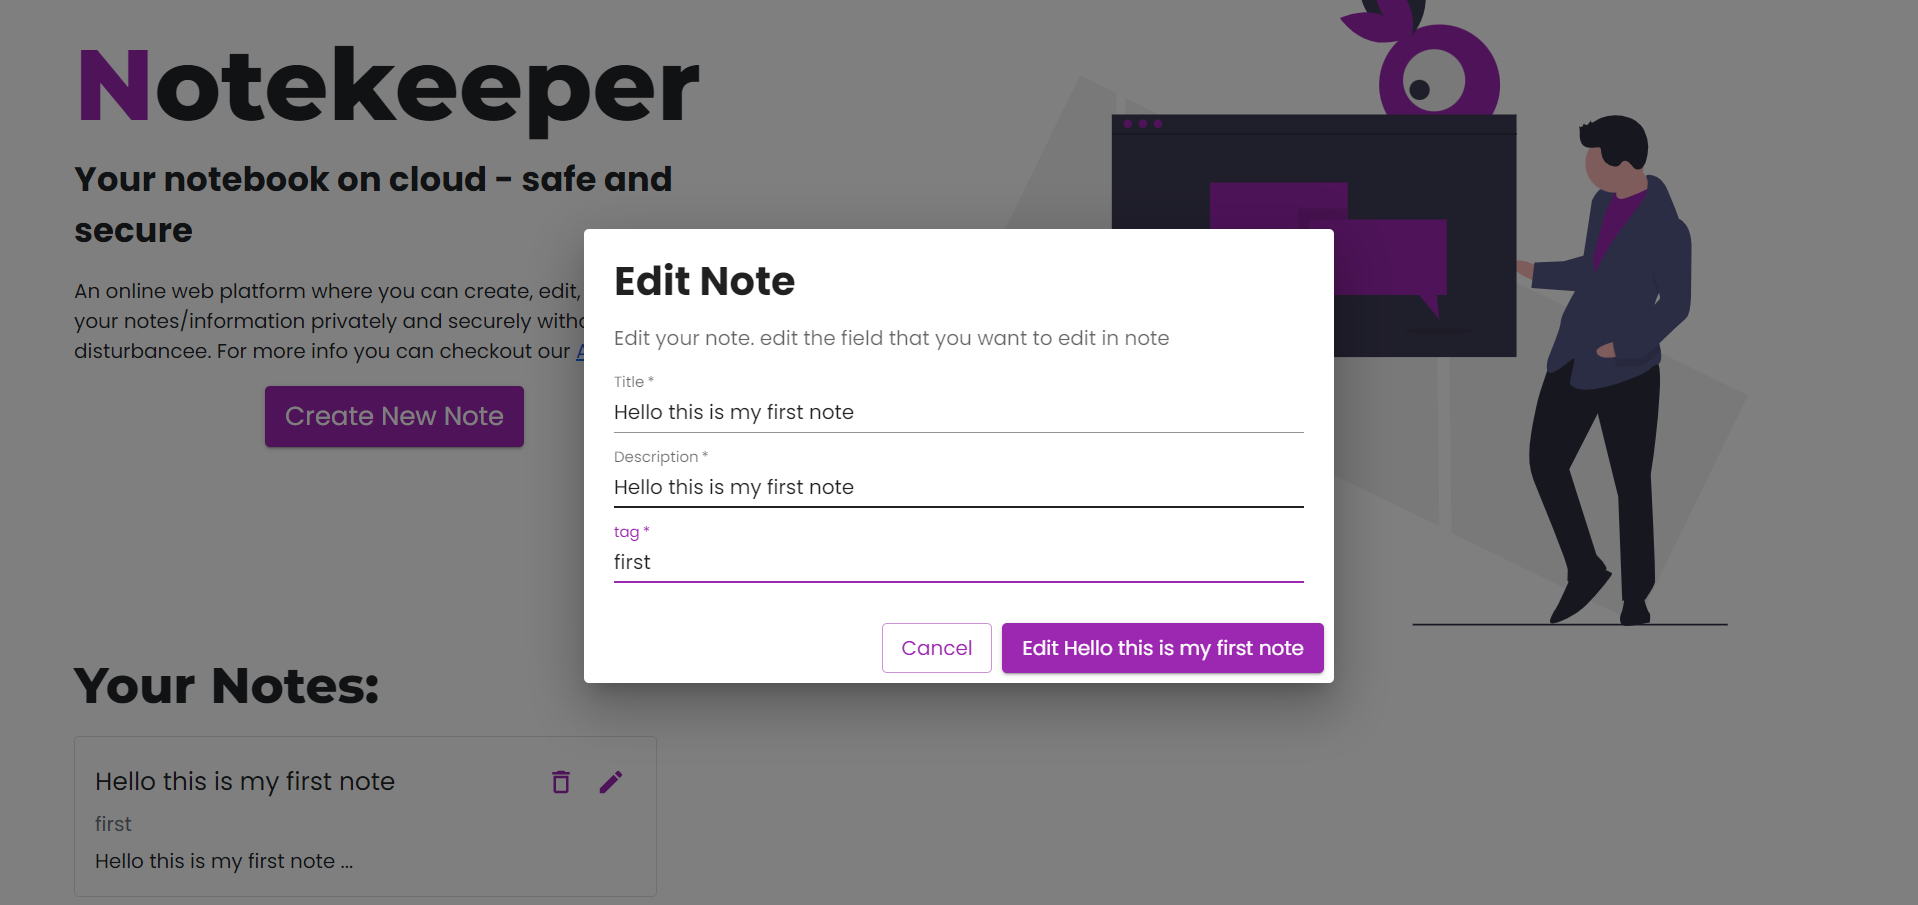 Notekeeper
Your notebook on cloud - safe and
secure
An online web platform where you can create, edit,
your notes/information privately and securely
disturbancee. For more info you can checkout our
Create New Note
Edit Note
Edit your note. edit the field that you want to edit in note
Title *
Hello this is my first note
Description *
Hello this is my first note
tag *
first
Cancel
Edit Hello this is my first note
Your Notes:
Hello this is my first note
first
Hello this is my first note ...